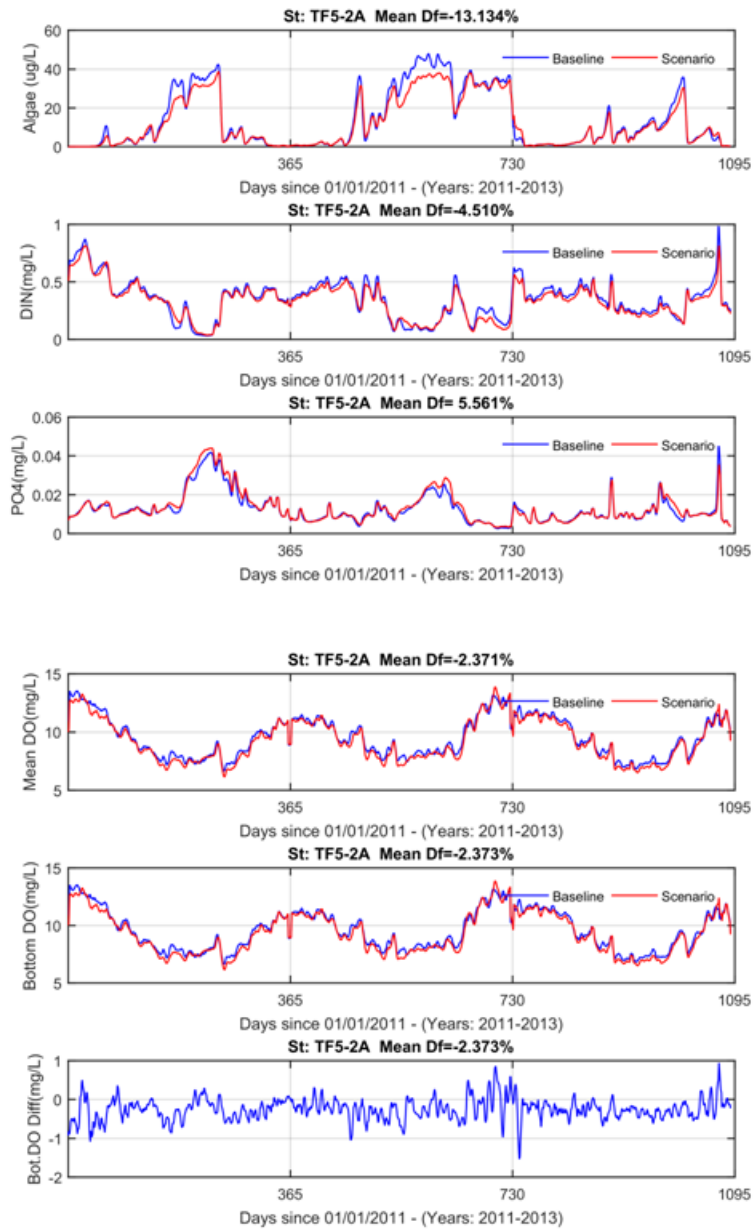 St: TF5-2A Mean Df=-13.134%
60
40
20
0
Algae (ug/L)
Baseline Scenario
365 730 1095
Days since 01/01/2011 - (Years: 2011-2013)
St: TF5-2A Mean Df=-4.510%
1
0.5
0
DIN(mg/L)
Baseline Scenario
365 730 1095
Days since 01/01/2011 - (Years: 2011-2013)
St: TF5-2A Mean Df= 5.561%
0.06
0.04
0.02
0
PO4(mg/L)
Baseline Scenario
365 730 1095
Days since 01/01/2011 - (Years: 2011-2013)
St: TF5-2A Mean Df=-2.371%
15
10
5
Mean DO(mg/L)
Baseline Scenario
365 730 1095
Days since 01/01/2011 - (Years: 2011-2013)
St: TF5-2A Mean Df=-2.373%
15
10
5
Bottom DO(mg/L)
Baseline Scenario
365 730 1095
Days since 01/01/2011 - (Years: 2011-2013)
St: TF5-2A Mean Df=-2.373%
1
0
-1
-2
Bot.DO Diff(mg/L)
365 730 1095
Days since 01/01/2011 - (Years: 2011-2013)